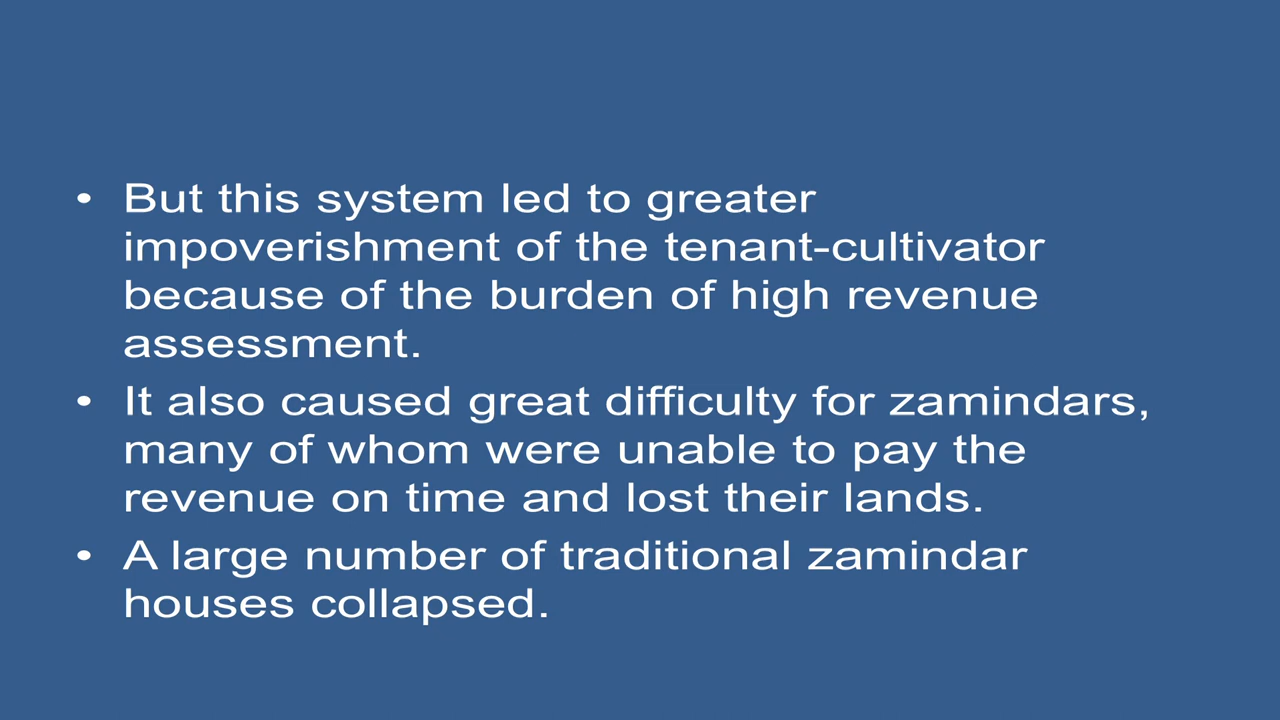 • But this system led to greater
impoverishment of the tenant-cultivator
because of the burden of high revenue
assessment.
• It also caused great difficulty for zamindars,
many of whom were unable to pay the
revenue on time and lost their lands.
• A large number of traditional zamindar
houses collapsed.